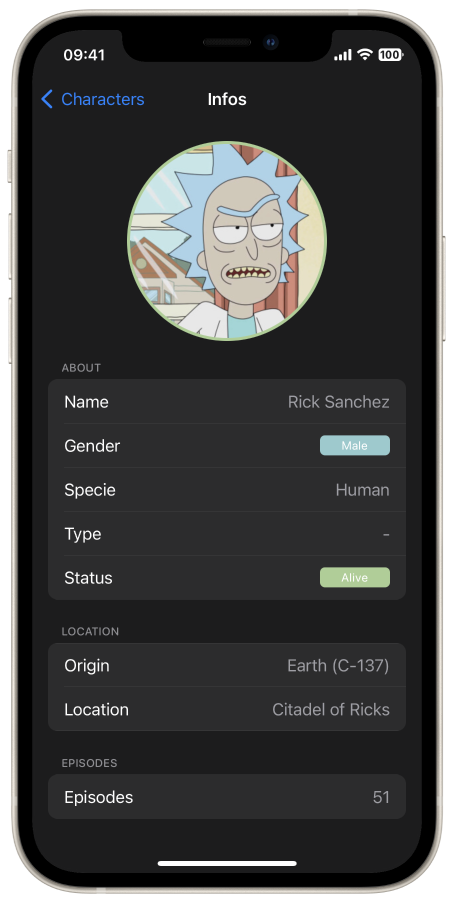 09:41 100
Characters Infos
ABOUT
Name Rick Sanchez
Gender Male
Specie Human
Type -
Status Alive
LOCATION
Origin Earth (C-137)
Location Citadel of Ricks
EPISODES
Episodes 51